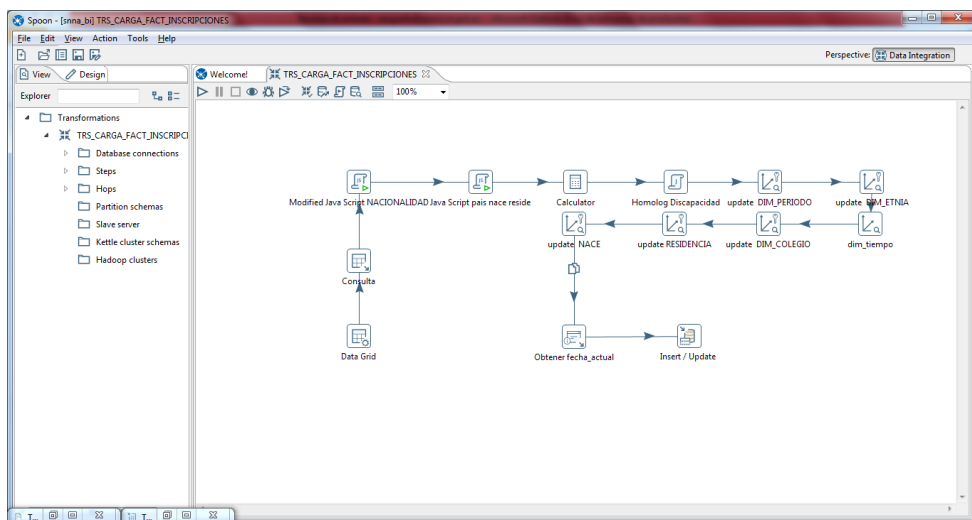 Spoon - [snna_bi] TRS_CARGA_FACT_INSCRIPCIONES
File Edit View Action Tools Help
Perspective: Data Integration
View Design
Welcome! TRS_CARGA_FACT_INSCRIPCIONES
Explorer
100%
Transformations
TRS_CARGA_FACT_INSCRIPCI
Database connections
Steps
Hops
Partition schemas
Slave server
Kettle cluster schemas
Hadoop clusters
Modified Java Script NACIONALIDAD Java Script pais nace reside Calculator Homolog Discapacidad update DIM_PERIODO update DIM_ETNIA
update NACE update RESIDENCIA update DIM_COLEGIO dim_tiempo
Consulta
Data Grid Obtener fecha_actual Insert / Update
T... T...